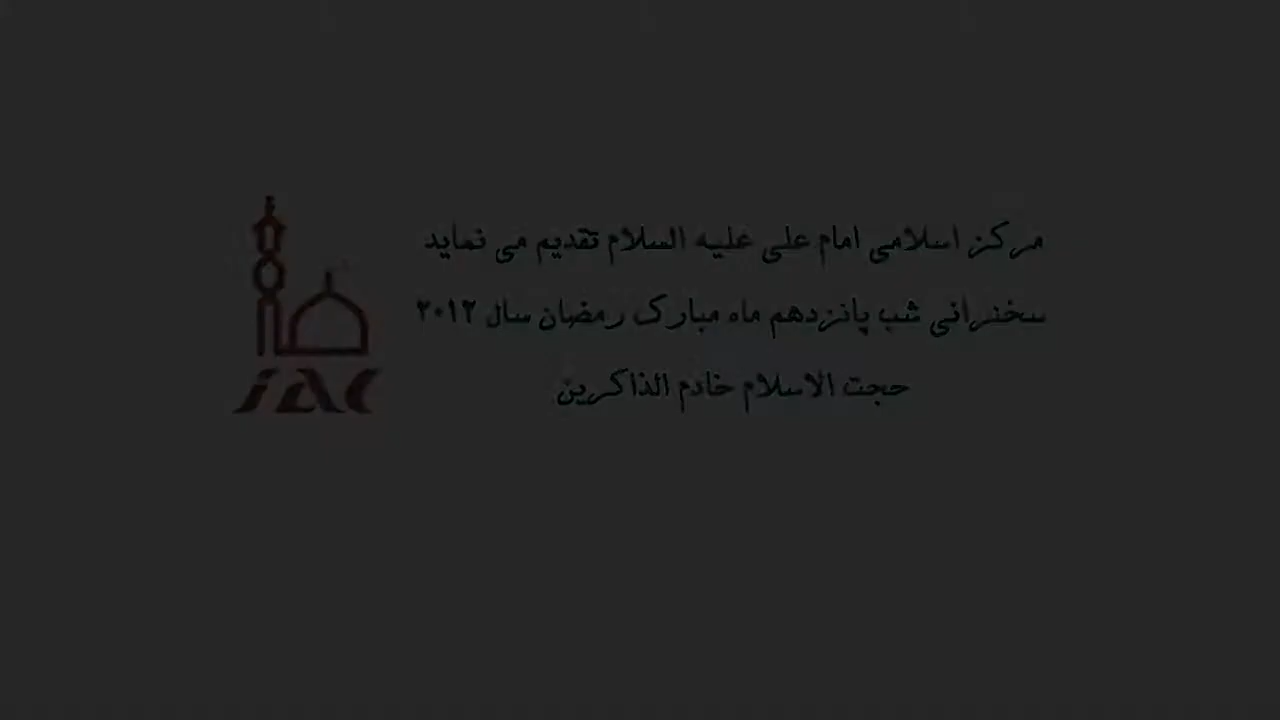 مرکز اسلامی امام علی علیه السلام تقدیم می نماید
سخنرانی شب پانزدهم ماه مبارک رمضان سال ۲۰۱۲
حجت الاسلام خادم الذاکرین
IAC